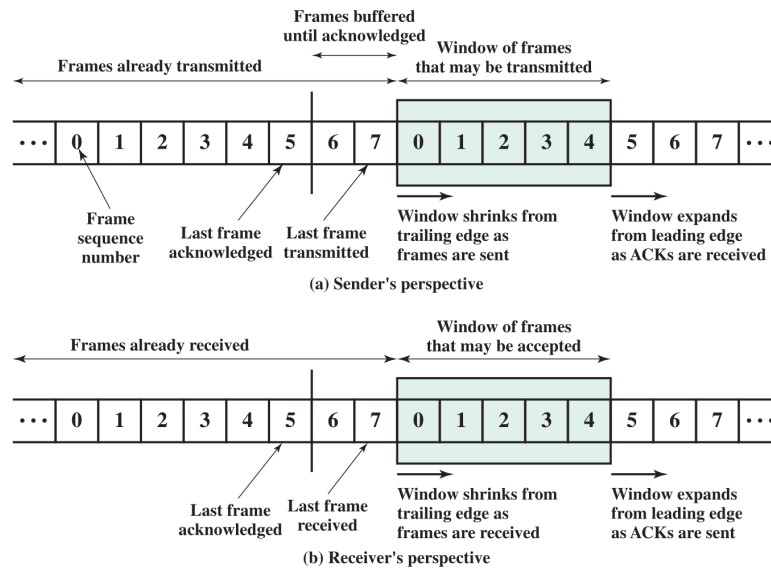 Frames buffered
until acknowledged
Window of frames
that may be transmitted
Frames already transmitted
••• 0 1 2 3 4 5 6 7 0 1 2 3 4 5 6 7 •••
Frame
sequence
number
Last frame
acknowledged
Last frame
transmitted
Window shrinks from
trailing edge as
frames are sent
Window expands
from leading edge
as ACKs are received
(a) Sender's perspective
Window of frames
that may be accepted
Frames already received
••• 0 1 2 3 4 5 6 7 0 1 2 3 4 5 6 7 •••
Last frame
acknowledged
Last frame
received
Window shrinks from
trailing edge as
frames are received
Window expands
from leading edge
as ACKs are sent
(b) Receiver's perspective